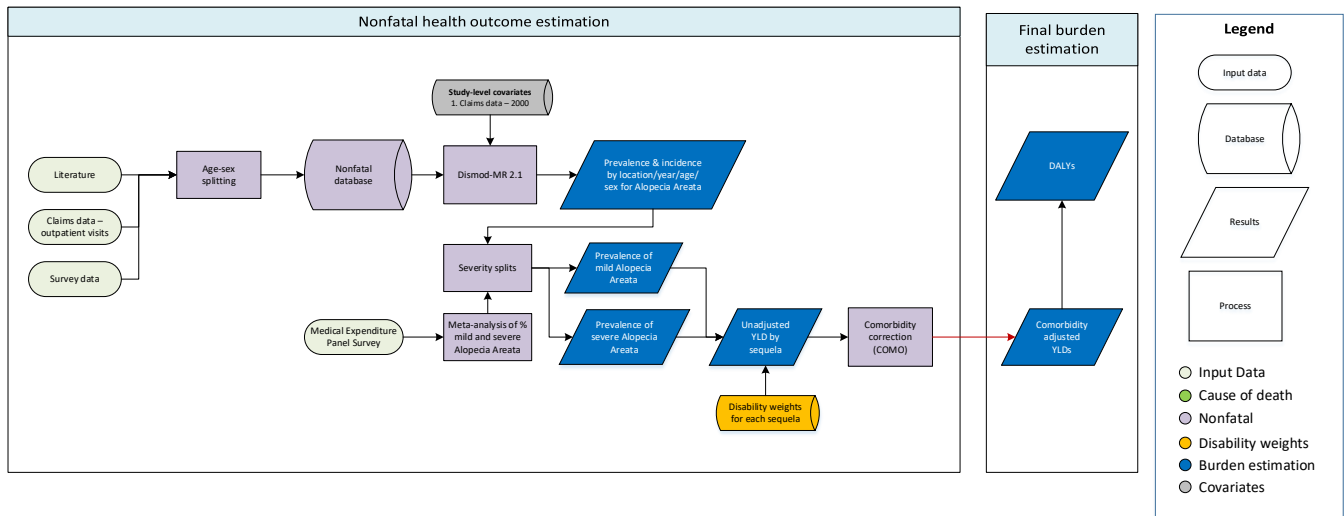 Nonfatal health outcome estimation
Final burden
estimation
Legend
Input data
Database
Results
Process
Input Data
Cause of death
Nonfatal
Disability weights
Burden estimation
Covariates
Study-level covariates
1. Claims data – 2000
Literature
Claims data –
outpatient visits
Survey data
Age-sex
splitting
Nonfatal
database
Dismod-MR 2.1
Prevalence & incidence
by location/year/age/
sex for Alopecia Areata
Severity splits
Prevalence of
mild Alopecia
Areata
Medical Expenditure
Panel Survey
Meta-analysis of %
mild and severe
Alopecia Areata
Prevalence of
severe Alopecia
Areata
Unadjusted
YLD by
sequela
Disability weights
for each sequela
Comorbidity
correction
(COMO)
DALYs
Comorbidity
adjusted
YLDs